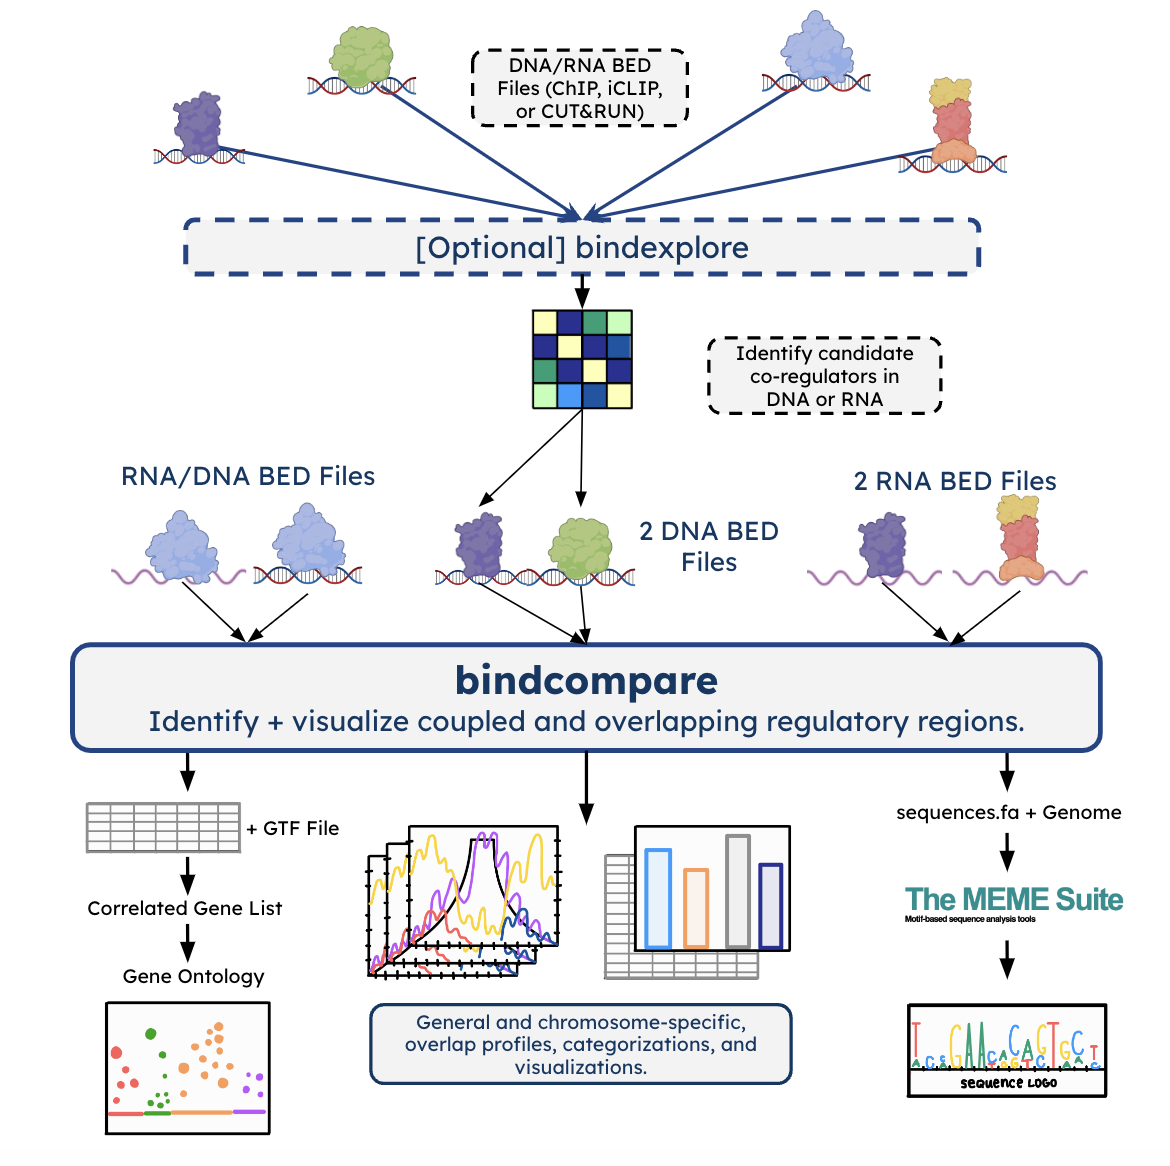 DNA/RNA BED
Files (ChIP, iCLIP,
or CUT&RUN)
[Optional] bindexplore
Identify candidate
co-regulators in
DNA or RNA
RNA/DNA BED Files
2 DNA BED
Files
2 RNA BED Files
bindcompare
Identify + visualize coupled and overlapping regulatory regions.
+ GTF File
Correlated Gene List
Gene Ontology
General and chromosome-specific,
overlap profiles, categorizations, and
visualizations.
sequences.fa + Genome
The MEME Suite
Motif-based sequence analysis tools
sequence LOGO